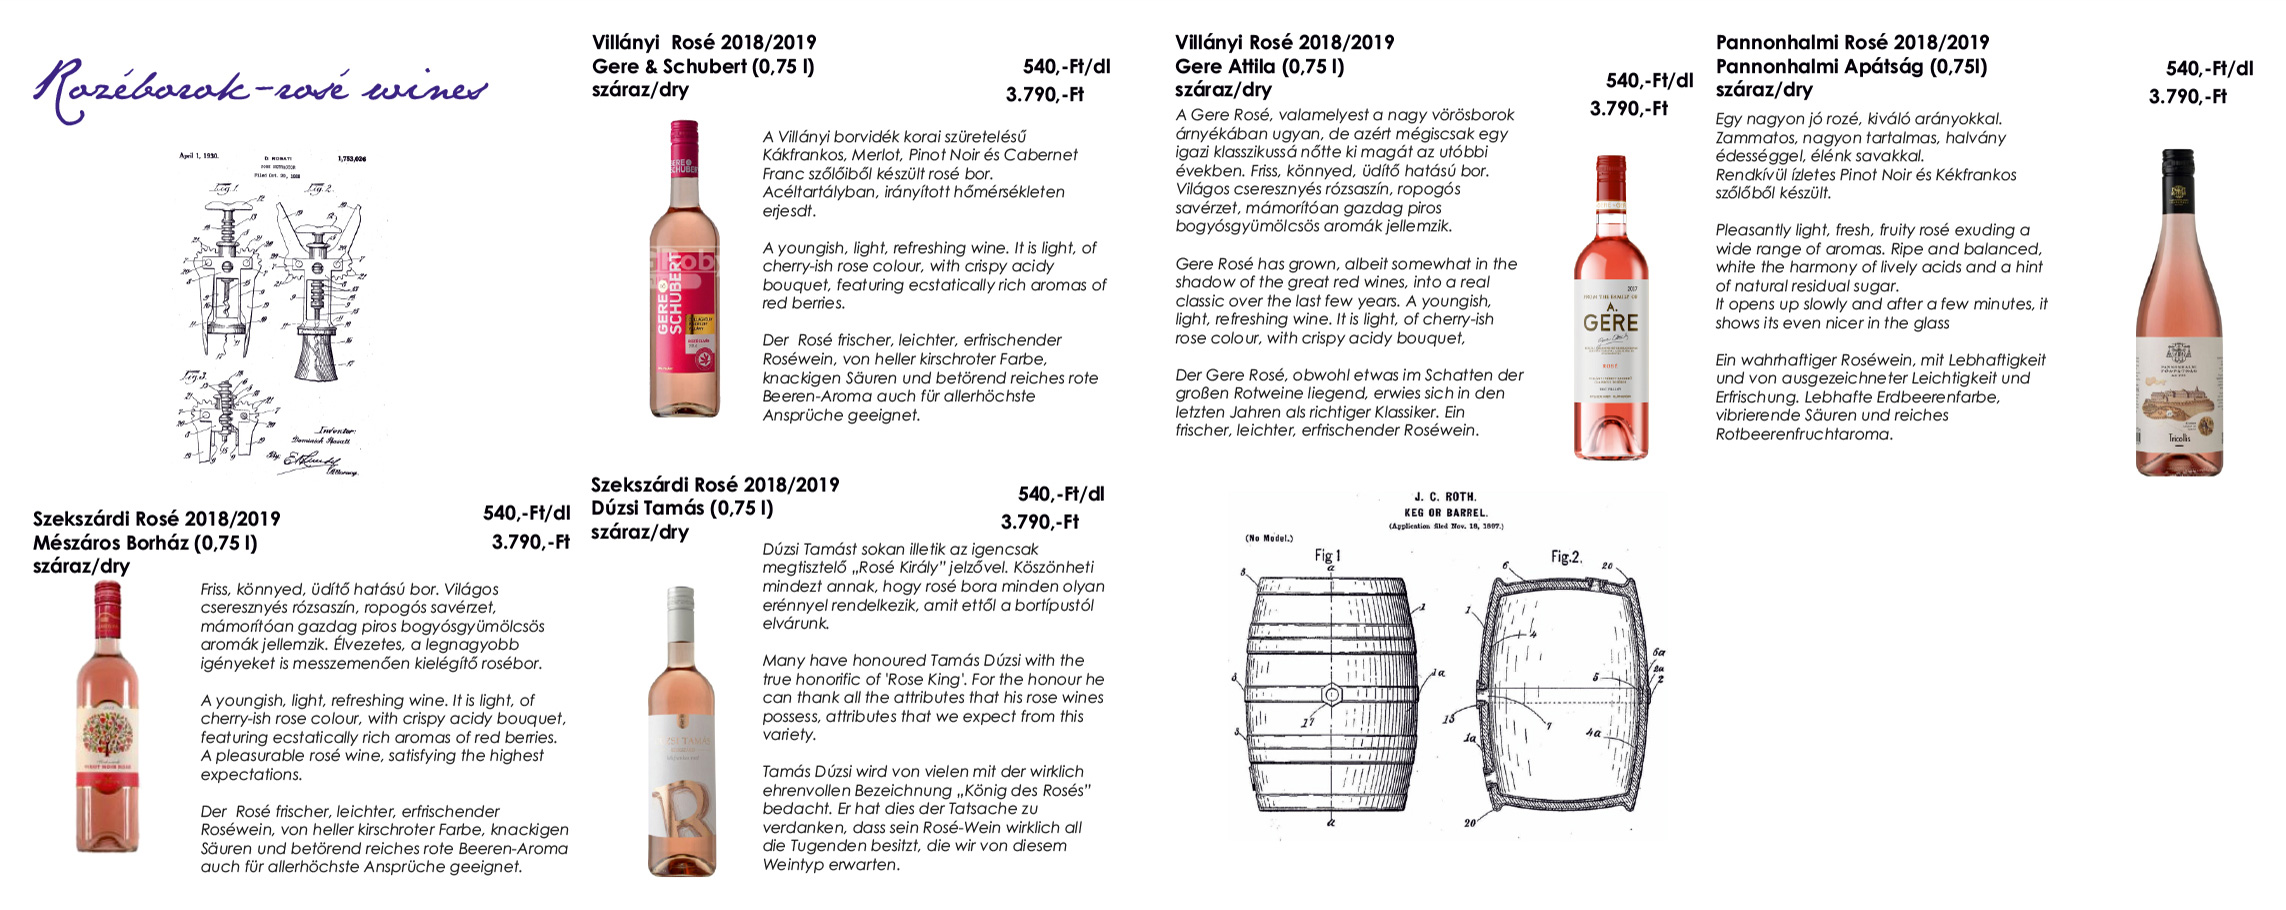 Rozéborok-rosé wines
April 1, 1930.
D. ROSATI
1,753,026
CORK EXTRACTOR
Filed Oct. 29, 1928
Fig.1.
Fig.2.
Fig.3.
Inventor:
Dominick Rosati
Attorney.
Szekszárdi Rosé 2018/2019
Mészáros Borház (0,75 l)
száraz/dry
540,-Ft/dl
3.790,-Ft
Friss, könnyed, üdítő hatású bor. Világos
cseresznyés rózsaszín, ropogós savérzet,
mámorítóan gazdag piros bogyósgyümölcsös
aromák jellemzik. Élvezetes, a legnagyobb
igényeket is messzemenően kielégítő rosébor.
A youngish, light, refreshing wine. It is light, of
cherry-ish rose colour, with crispy acidy bouquet,
featuring ecstatically rich aromas of red berries.
A pleasurable rosé wine, satisfying the highest
expectations.
Der  Rosé frischer, leichter, erfrischender
Roséwein, von heller kirschroter Farbe, knackigen
Säuren und betörend reiches rote Beeren-Aroma
auch für allerhöchste Ansprüche geeignet.
Villányi  Rosé 2018/2019
Gere & Schubert (0,75 l)
száraz/dry
540,-Ft/dl
3.790,-Ft
GERE &
SCHUBERT
A Villányi borvidék korai szüretelésű
Kákfrankos, Merlot, Pinot Noir és Cabernet
Franc szőlőiből készült rosé bor.
Acéltartályban, irányított hőmérsékleten
erjesdt.
A youngish, light, refreshing wine. It is light, of
cherry-ish rose colour, with crispy acidy
bouquet, featuring ecstatically rich aromas of
red berries.
Der  Rosé frischer, leichter, erfrischender
Roséwein, von heller kirschroter Farbe,
knackigen Säuren und betörend reiches rote
Beeren-Aroma auch für allerhöchste
Ansprüche geeignet.
Szekszárdi Rosé 2018/2019
Dúzsi Tamás (0,75 l)
száraz/dry
540,-Ft/dl
3.790,-Ft
Dúzsi Tamást sokan illetik az igencsak
megtisztelő „Rosé Király” jelzővel. Köszönheti
mindezt annak, hogy rosé bora minden olyan
erénnyel rendelkezik, amit ettől a bortípustól
elvárunk.
Many have honoured Tamás Dúzsi with the
true honorific of 'Rose King'. For the honour he
can thank all the attributes that his rose wines
possess, attributes that we expect from this
variety.
Tamás Dúzsi wird von vielen mit der wirklich
ehrenvollen Bezeichnung „König des Rosés”
bedacht. Er hat dies der Tatsache zu
verdanken, dass sein Rosé-Wein wirklich all
die Tugenden besitzt, die wir von diesem
Weintyp erwarten.
Villányi Rosé 2018/2019
Gere Attila (0,75 l)
száraz/dry
540,-Ft/dl
3.790,-Ft
A Gere Rosé, valamelyest a nagy vörösborok
árnyékában ugyan, de azért mégiscsak egy
igazi klasszikussá nőtte ki magát az utóbbi
években. Friss, könnyed, üdítő hatású bor.
Világos cseresznyés rózsaszín, ropogós
savérzet, mámorítóan gazdag piros
bogyósgyümölcsös aromák jellemzik.
Gere Rosé has grown, albeit somewhat in the
shadow of the great red wines, into a real
classic over the last few years. A youngish,
light, refreshing wine. It is light, of cherry-ish
rose colour, with crispy acidy bouquet,
Der Gere Rosé, obwohl etwas im Schatten der
großen Rotweine liegend, erwies sich in den
letzten Jahren als richtiger Klassiker. Ein
frischer, leichter, erfrischender Roséwein.
2017
A.
GERE
ROSÉ
J. C. ROTH.
KEG OR BARREL.
(Application filed Nov. 18, 1897.)
(No Model.)
Fig 1
Fig.2.
Pannonhalmi Rosé 2018/2019
Pannonhalmi Apátság (0,75l)
száraz/dry
540,-Ft/dl
3.790,-Ft
Egy nagyon jó rozé, kiváló arányokkal.
Zammatos, nagyon tartalmas, halvány
édességgel, élénk savakkal.
Rendkívül ízletes Pinot Noir és Kékfrankos
szőlőből készült.
Pleasantly light, fresh, fruity rosé exuding a
wide range of aromas. Ripe and balanced,
white the harmony of lively acids and a hint
of natural residual sugar.
It opens up slowly and after a few minutes, it
shows its even nicer in the glass
Ein wahrhaftiger Roséwein, mit Lebhaftigkeit
und von ausgezeichneter Leichtigkeit und
Erfrischung. Lebhafte Erdbeerenfarbe,
vibrierende Säuren und reiches
Rotbeerenfruchtaroma.
Tricollis